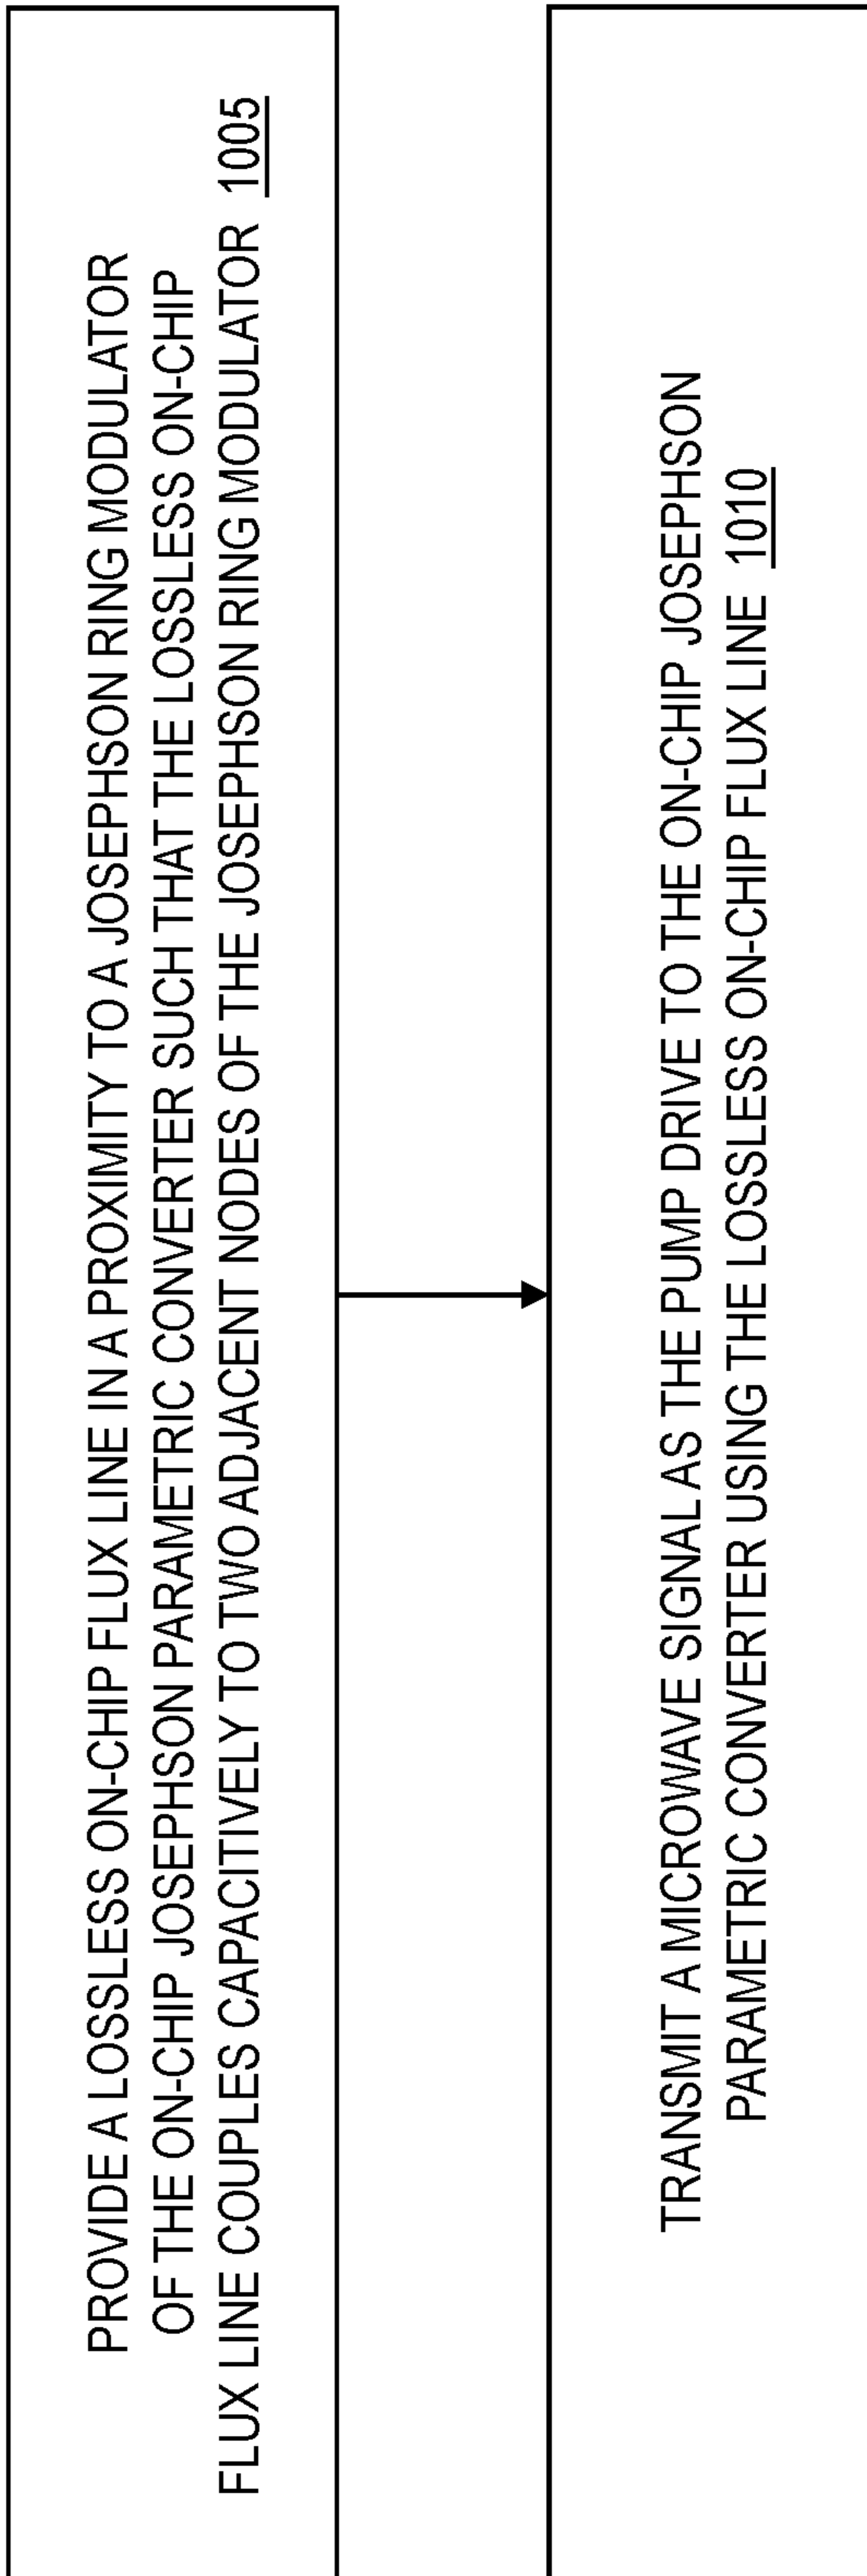 PROVIDE A LOSSLESS ON-CHIP FLUX LINE IN A PROXIMITY TO A JOSEPHSON RING MODULATOR
OF THE ON-CHIP JOSEPHSON PARAMETRIC CONVERTER SUCH THAT THE LOSSLESS ON-CHIP
FLUX LINE COUPLES CAPACITIVELY TO TWO ADJACENT NODES OF THE JOSEPHSON RING MODULATOR 1005
TRANSMIT A MICROWAVE SIGNAL AS THE PUMP DRIVE TO THE ON-CHIP JOSEPHSON
PARAMETRIC CONVERTER USING THE LOSSLESS ON-CHIP FLUX LINE 1010